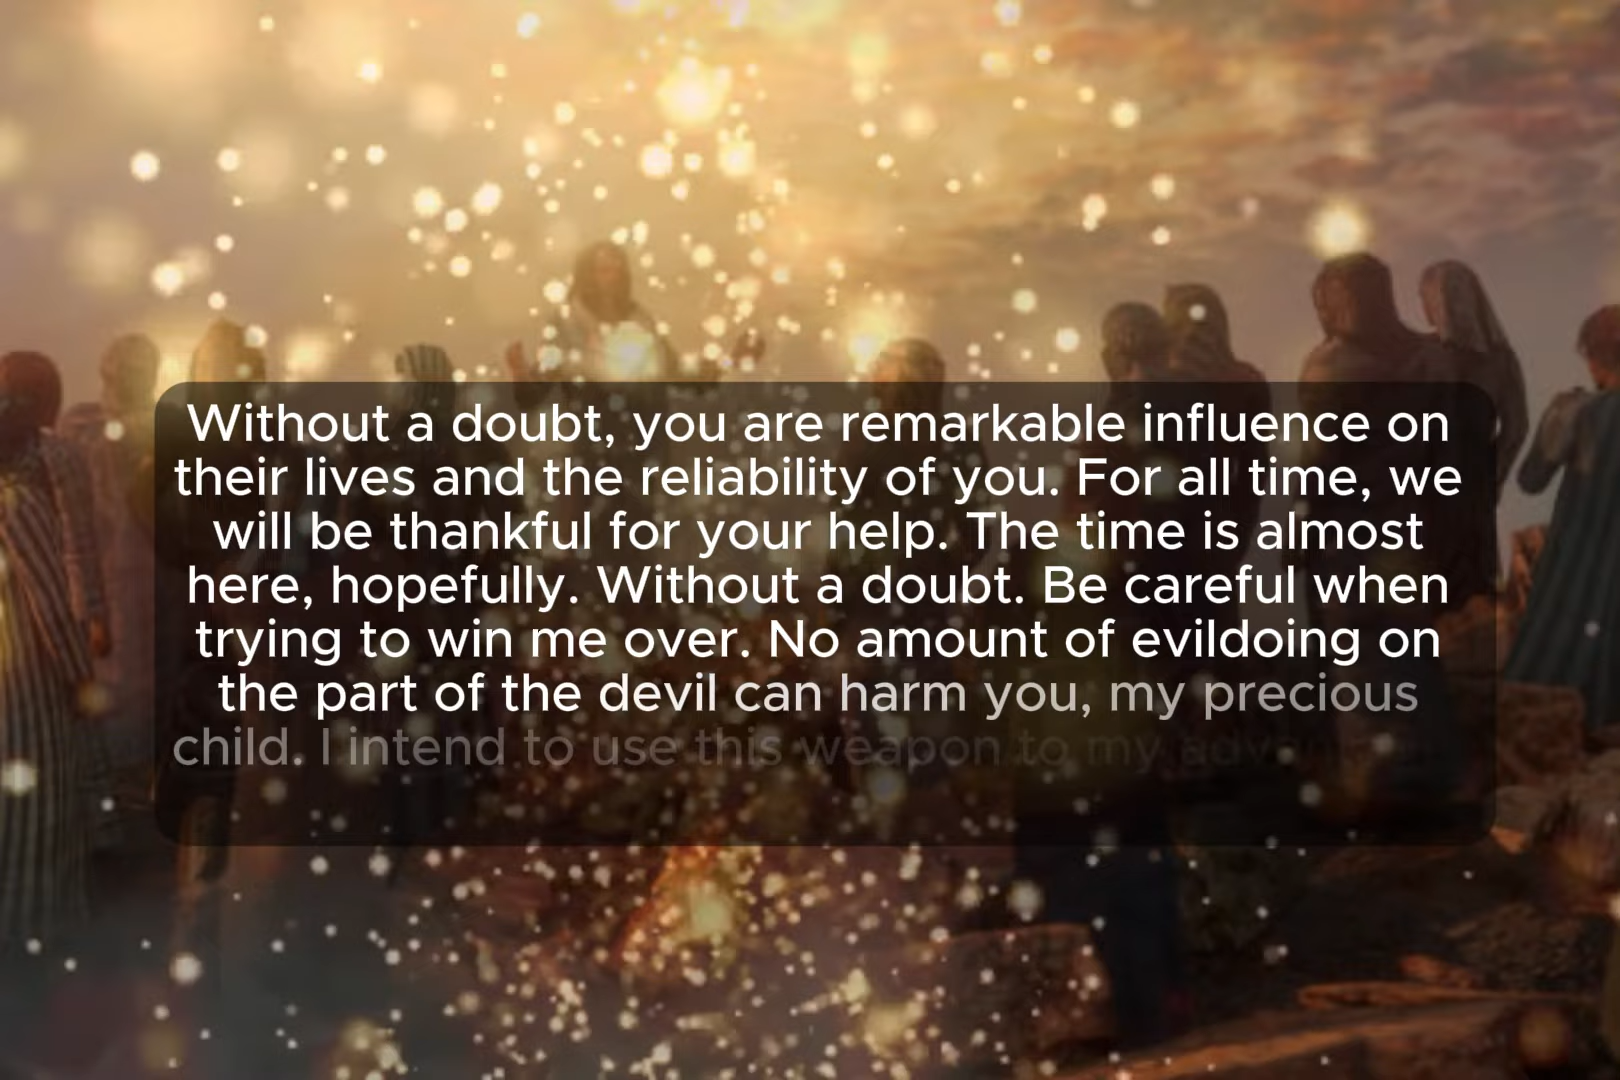 Without a doubt, you are remarkable influence on
their lives and the reliability of you. For all time, we
will be thankful for your help. The time is almost
here, hopefully. Without a doubt. Be careful when
trying to win me over. No amount of evildoing on
the part of the devil can harm you, my precious
child. I intend to use this weapon to my